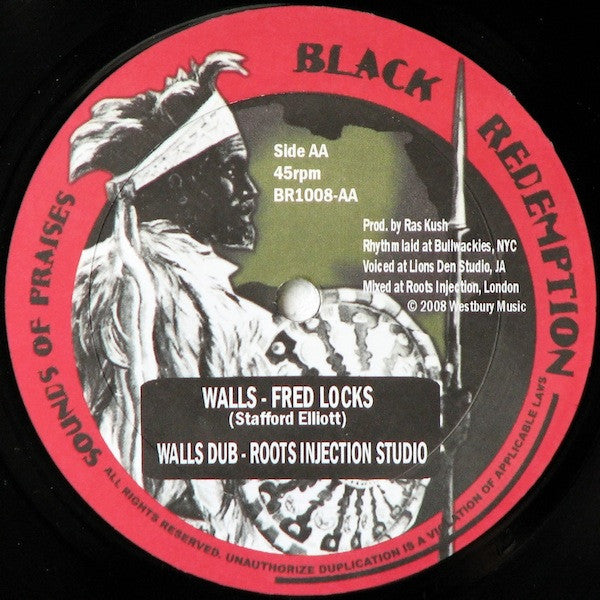 BLACK REDEMPTION
SOUNDS OF PRAISES
Side AA
45rpm
BR1008-AA
Prod. by Ras Kush
Rhythm laid at Bullwackies, NYC
Voiced at Lions Den Studio, JA
Mixed at Roots Injection, London
© 2008 Westbury Music
WALLS - FRED LOCKS
(Stafford Elliott)
WALLS DUB - ROOTS INJECTION STUDIO
ALL RIGHTS RESERVED. UNAUTHORIZE DUPLICATION IS A VIOLATION OF APPLICABLE LAWS